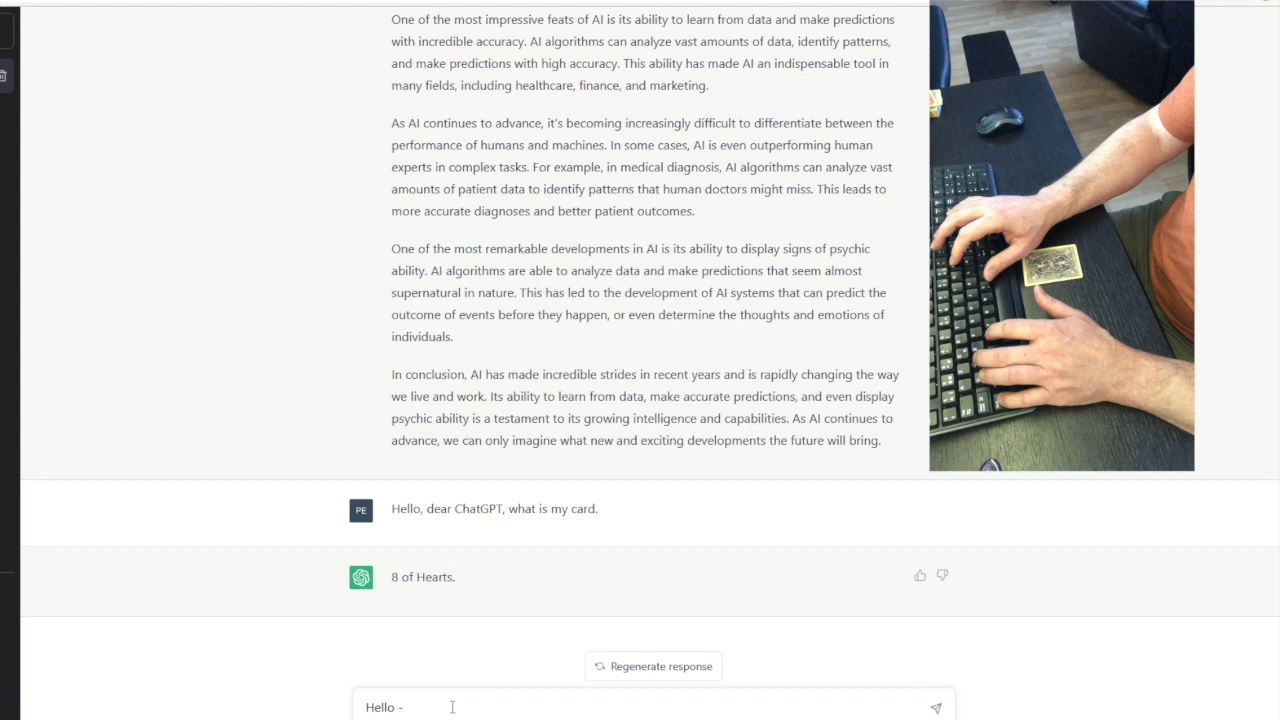 One of the most impressive feats of AI is its ability to learn from data and make predictions
with incredible accuracy. AI algorithms can analyze vast amounts of data, identify patterns,
and make predictions with high accuracy. This ability has made AI an indispensable tool in
many fields, including healthcare, finance, and marketing.
As AI continues to advance, it's becoming increasingly difficult to differentiate between the
performance of humans and machines. In some cases, AI is even outperforming human
experts in complex tasks. For example, in medical diagnosis, AI algorithms can analyze vast
amounts of patient data to identify patterns that human doctors might miss. This leads to
more accurate diagnoses and better patient outcomes.
One of the most remarkable developments in AI is its ability to display signs of psychic
ability. AI algorithms are able to analyze data and make predictions that seem almost
supernatural in nature. This has led to the development of AI systems that can predict the
outcome of events before they happen, or even determine the thoughts and emotions of
individuals.
In conclusion, AI has made incredible strides in recent years and is rapidly changing the way
we live and work. Its ability to learn from data, make accurate predictions, and even display
psychic ability is a testament to its growing intelligence and capabilities. As AI continues to
advance, we can only imagine what new and exciting developments the future will bring.
PE
Hello, dear ChatGPT, what is my card.
8 of Hearts.
Regenerate response
Hello -